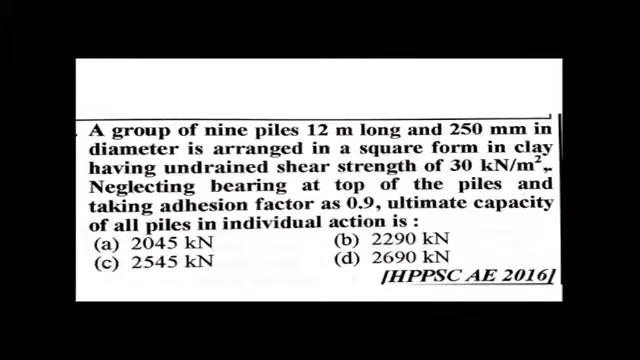 . A group of nine piles 12 m long and 250 mm in
diameter is arranged in a square form in clay
having undrained shear strength of 30 kN/m²,.
Neglecting bearing at top of the piles and
taking adhesion factor as 0.9, ultimate capacity
of all piles in individual action is :
(a) 2045 kN (b) 2290 kN
(c) 2545 kN (d) 2690 kN
[HPPSC AE 2016]